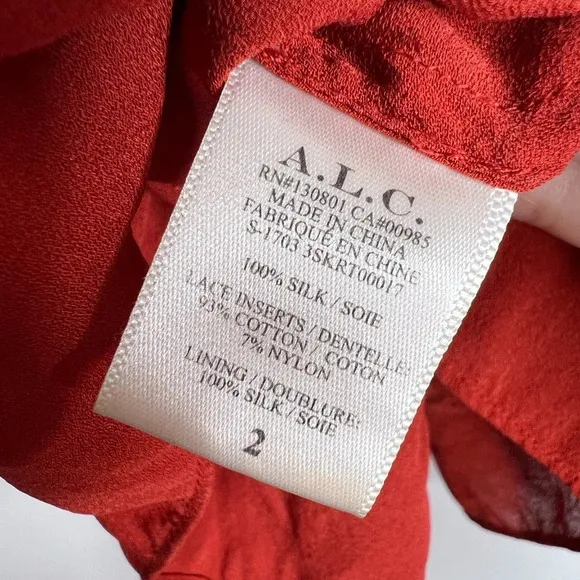 A.L.C.
RN#130801 CA#00985
MADE IN CHINA
FABRIQUÉ EN CHINE
S-1703 3SKRT00017
100% SILK / SOIE
LACE INSERTS / DENTELLE:
93% COTTON / COTON
7% NYLON
LINING / DOUBLURE:
100% SILK / SOIE
2